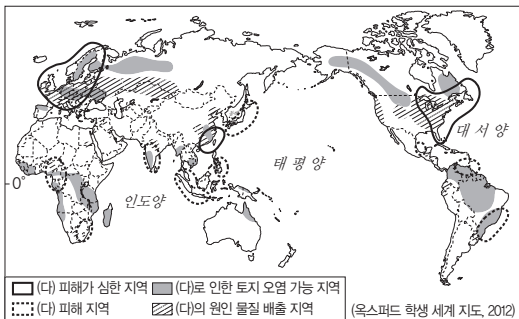 0°
인도양
태평양
대서양
(다) 피해가 심한 지역
(다)로 인한 토지 오염 가능 지역
(다) 피해 지역
(다)의 원인 물질 배출 지역
(옥스퍼드 학생 세계 지도, 2012)